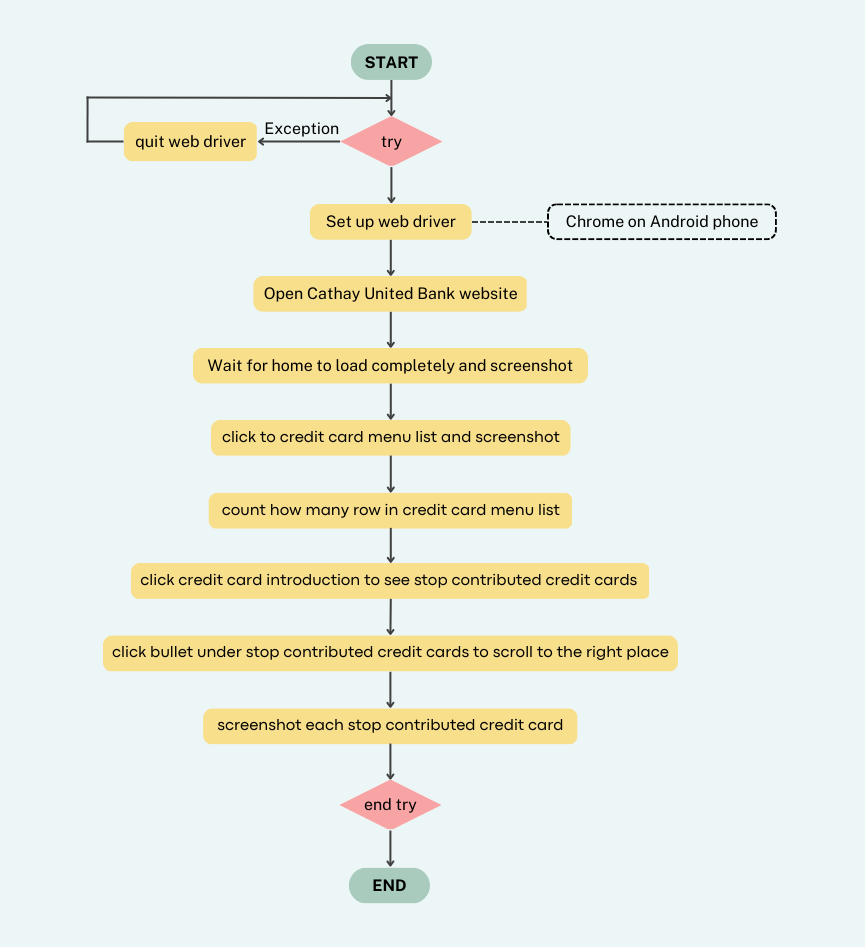 START
Exception
quit web driver
try
Set up web driver
Chrome on Android phone
Open Cathay United Bank website
Wait for home to load completely and screenshot
click to credit card menu list and screenshot
count how many row in credit card menu list
click credit card introduction to see stop contributed credit cards
click bullet under stop contributed credit cards to scroll to the right place
screenshot each stop contributed credit card
end try
END